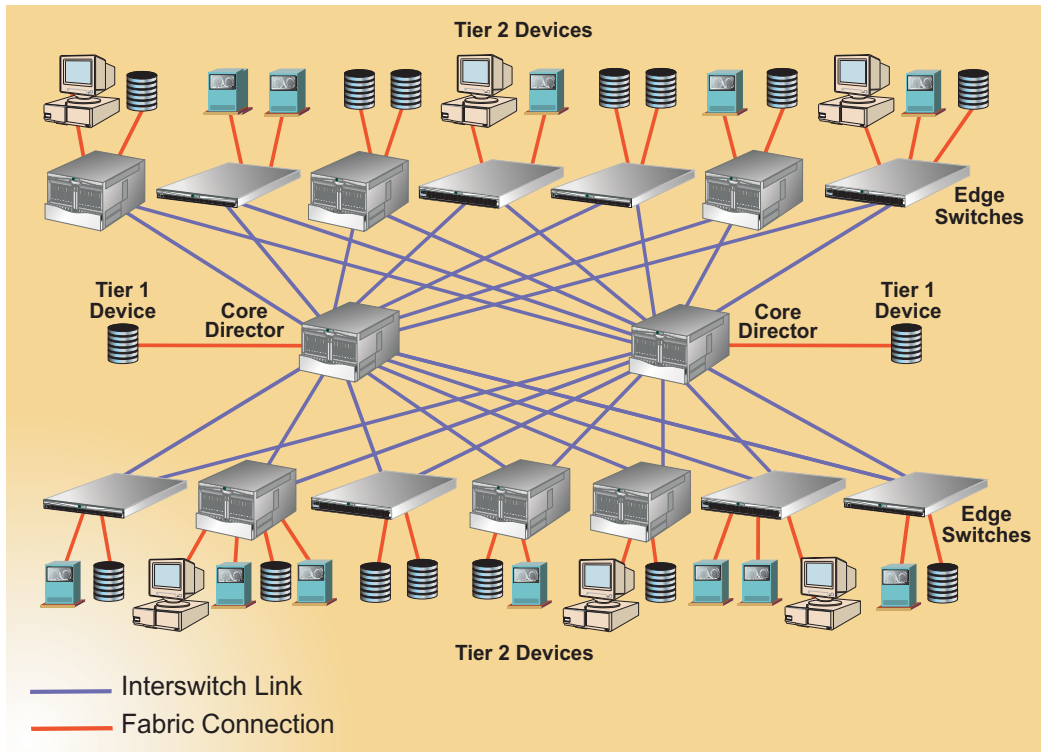 Tier 2 Devices
Edge
Switches
Tier 1
Device
Core
Director
Core
Director
Tier 1
Device
Edge
Switches
Tier 2 Devices
Interswitch Link
Fabric Connection